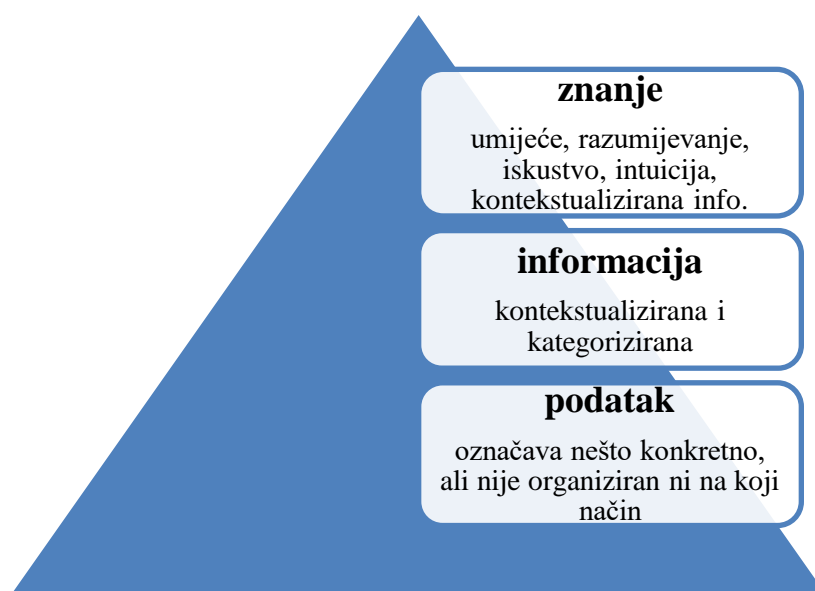 znanje
umijeće, razumijevanje,
iskustvo, intuicija,
kontekstualizirana info.
informacija
kontekstualizirana i
kategorizirana
podatak
označava nešto konkretno,
ali nije organiziran ni na koji
način